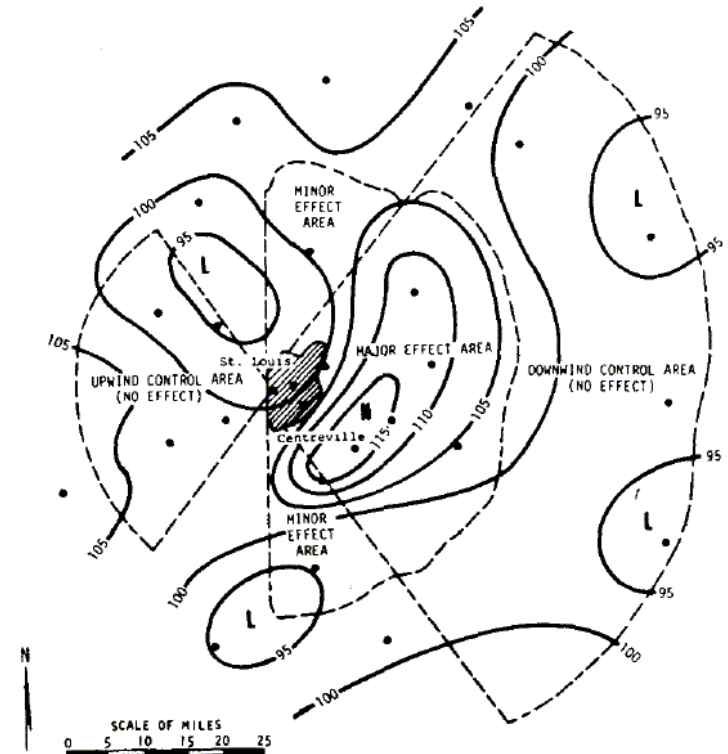 105
100
95
105
MINOR
EFFECT
AREA
100
95
L
L
95
105
St. Louis
MAJOR EFFECT AREA
UPWIND CONTROL AREA
(NO EFFECT)
DOWNWIND CONTROL AREA
(NO EFFECT)
105
110
115
Centreville
95
MINOR
EFFECT
AREA
L
105
100
95
L
95
100
100
N
SCALE OF MILES
0 5 10 15 20 25